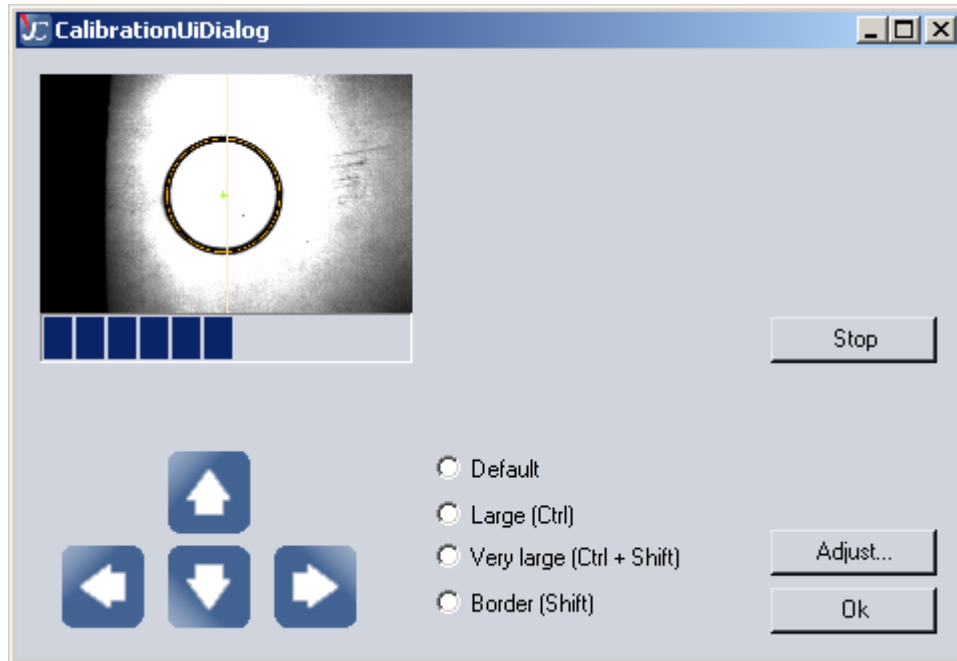 CalibrationUiDialog
Stop
Default
Large (Ctrl)
Very large (Ctrl + Shift)
Border (Shift)
Adjust...
Ok